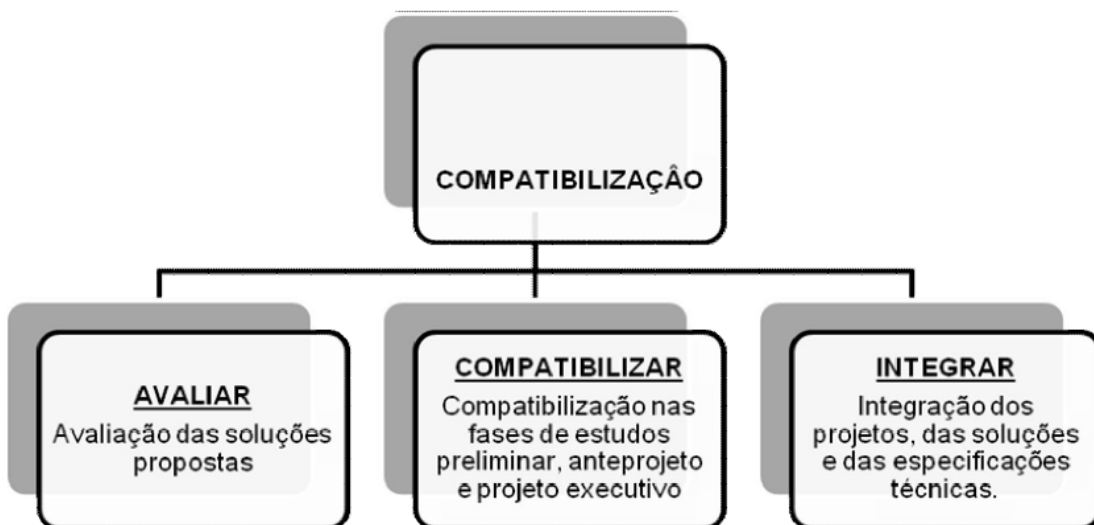 COMPATIBILIZAÇÂO
AVALIAR
Avaliação das soluções
propostas
COMPATIBILIZAR
Compatibilização nas
fases de estudos
preliminar, anteprojeto
e projeto executivo
INTEGRAR
Integração dos
projetos, das soluções
e das especificações
técnicas.